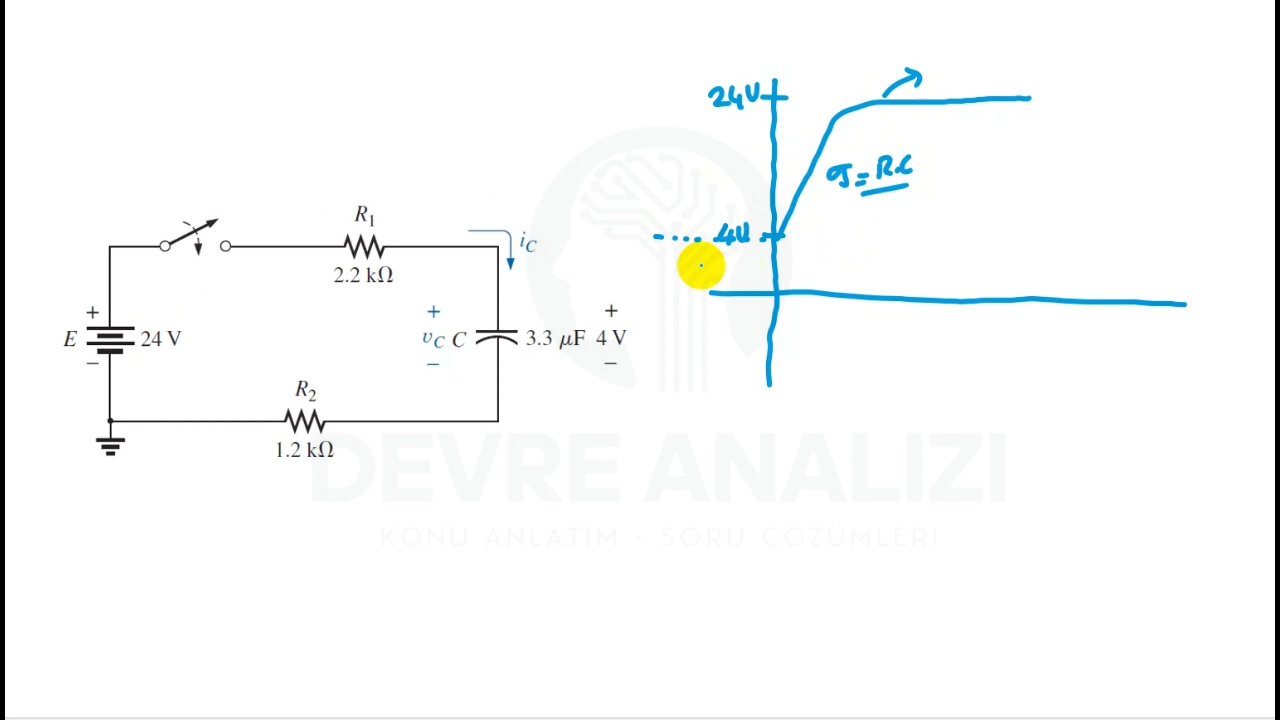 24V
4V
τ = R.C
R1
2.2 kΩ
iC
E
+
24 V
−
+
vC
−
C
3.3 μF
+
4 V
−
R2
1.2 kΩ
DEVRE ANALIZI
KONU ANLATIM - SORU ÇÖZÜMLERI